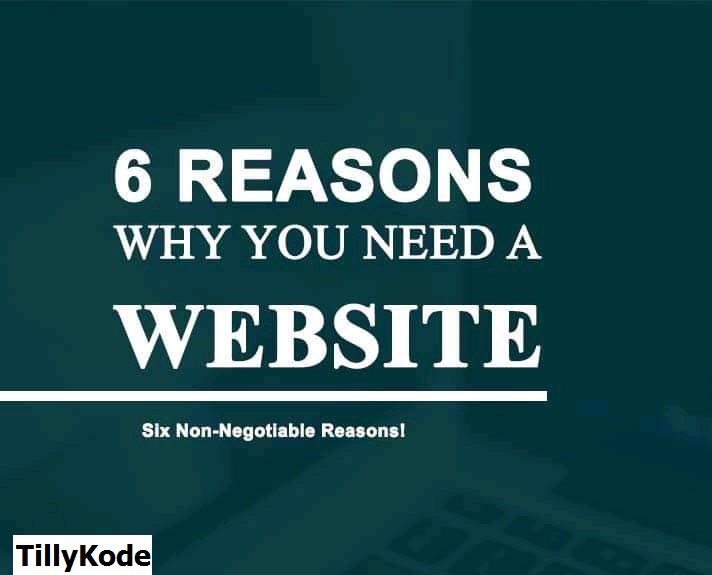 6 REASONS
WHY YOU NEED A
WEBSITE
Six Non-Negotiable Reasons!
TillyKode